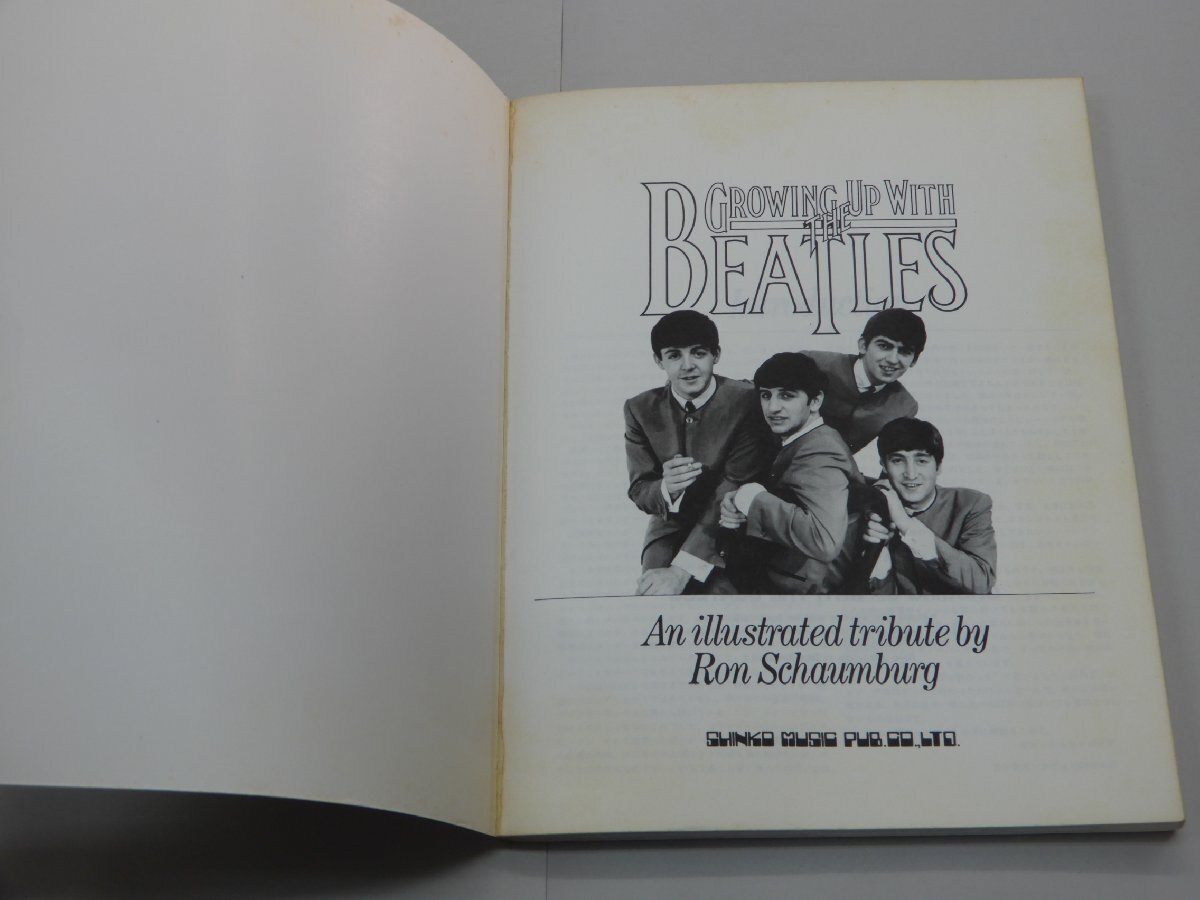 GROWING UP WITH
THE
BEATLES
An illustrated tribute by
Ron Schaumburg
SHINKO MUSIC PUB.CO.,LTD.